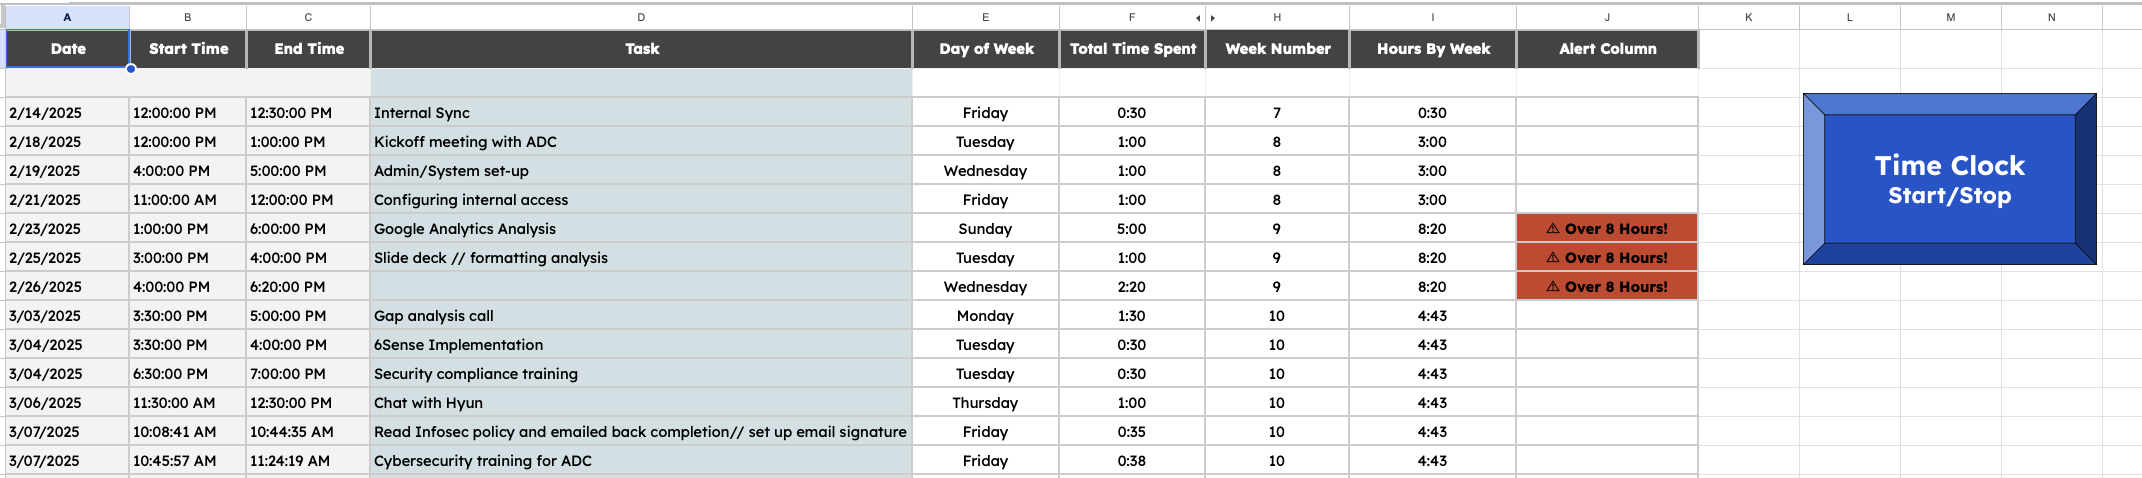 A B C D E F H I J K L M N
Date Start Time End Time Task Day of Week Total Time Spent Week Number Hours By Week Alert Column
2/14/2025 12:00:00 PM 12:30:00 PM Internal Sync Friday 0:30 7 0:30
2/18/2025 12:00:00 PM 1:00:00 PM Kickoff meeting with ADC Tuesday 1:00 8 3:00
2/19/2025 4:00:00 PM 5:00:00 PM Admin/System set-up Wednesday 1:00 8 3:00
2/21/2025 11:00:00 AM 12:00:00 PM Configuring internal access Friday 1:00 8 3:00
2/23/2025 1:00:00 PM 6:00:00 PM Google Analytics Analysis Sunday 5:00 9 8:20 ⚠ Over 8 Hours!
2/25/2025 3:00:00 PM 4:00:00 PM Slide deck // formatting analysis Tuesday 1:00 9 8:20 ⚠ Over 8 Hours!
2/26/2025 4:00:00 PM 6:20:00 PM Wednesday 2:20 9 8:20 ⚠ Over 8 Hours!
3/03/2025 3:30:00 PM 5:00:00 PM Gap analysis call Monday 1:30 10 4:43
3/04/2025 3:30:00 PM 4:00:00 PM 6Sense Implementation Tuesday 0:30 10 4:43
3/04/2025 6:30:00 PM 7:00:00 PM Security compliance training Tuesday 0:30 10 4:43
3/06/2025 11:30:00 AM 12:30:00 PM Chat with Hyun Thursday 1:00 10 4:43
3/07/2025 10:08:41 AM 10:44:35 AM Read Infosec policy and emailed back completion// set up email signature Friday 0:35 10 4:43
3/07/2025 10:45:57 AM 11:24:19 AM Cybersecurity training for ADC Friday 0:38 10 4:43
Time Clock
Start/Stop